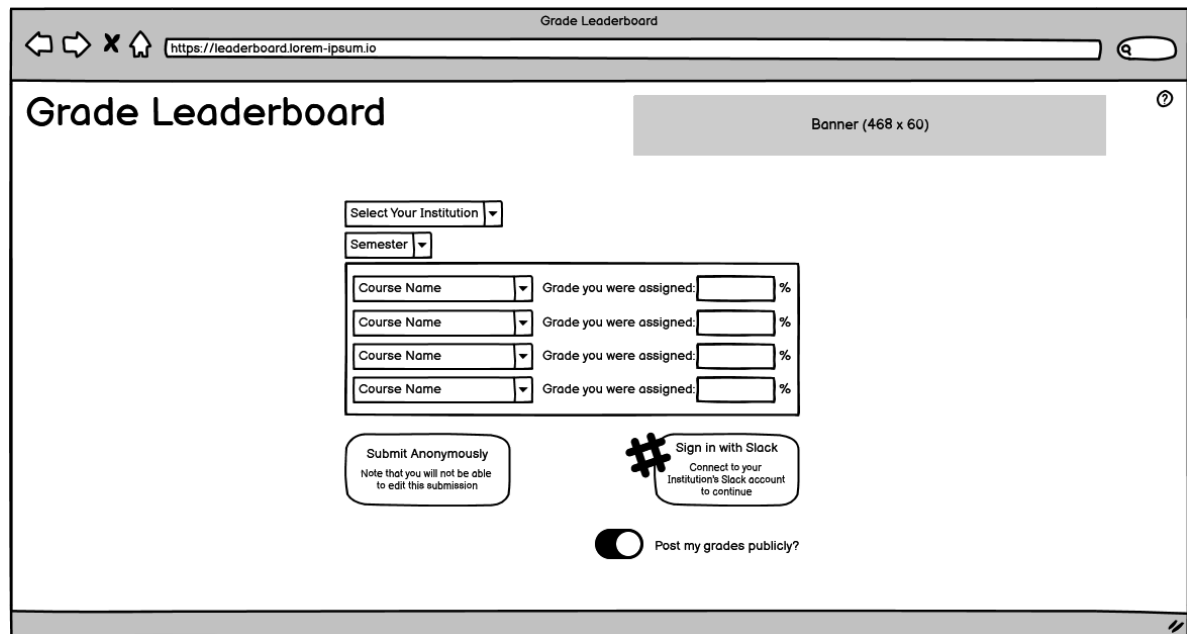 Grade Leaderboard
https://leaderboard.lorem-ipsum.io
Grade Leaderboard
Banner (468 x 60)
?
Select Your Institution
Semester
Course Name Grade you were assigned: %
Course Name Grade you were assigned: %
Course Name Grade you were assigned: %
Course Name Grade you were assigned: %
Submit Anonymously
Note that you will not be able
to edit this submission
Sign in with Slack
Connect to your
Institution's Slack account
to continue
Post my grades publicly?